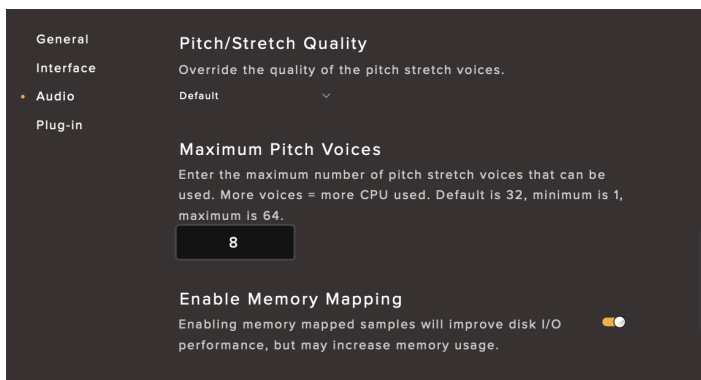 General
Interface
Audio
Plug-in
Pitch/Stretch Quality
Override the quality of the pitch stretch voices.
Default
Maximum Pitch Voices
Enter the maximum number of pitch stretch voices that can be
used. More voices = more CPU used. Default is 32, minimum is 1,
maximum is 64.
8
Enable Memory Mapping
Enabling memory mapped samples will improve disk I/O
performance, but may increase memory usage.